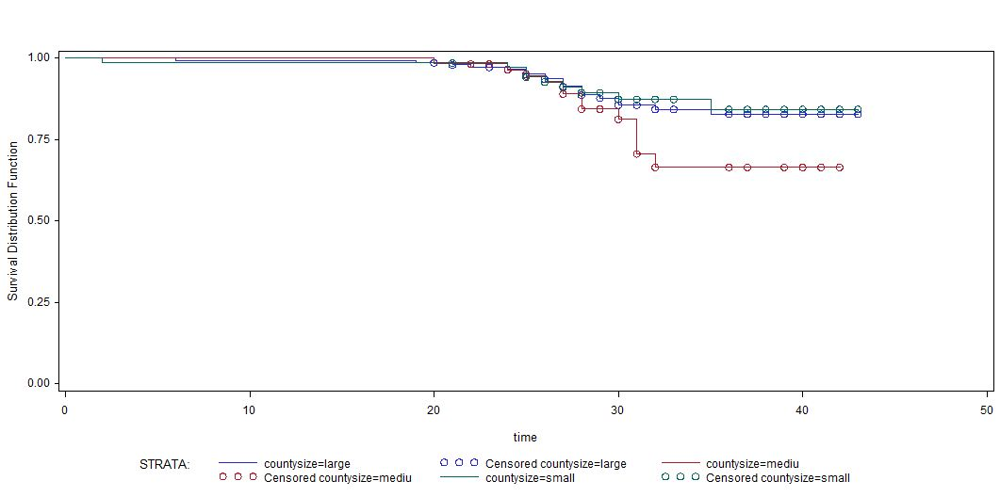 1.00
0.75
0.50
0.25
0.00
Survival Distribution Function
0 10 20 30 40 50
time
STRATA: countysize=large Censored countysize=large countysize=mediu
Censored countysize=mediu countysize=small Censored countysize=small